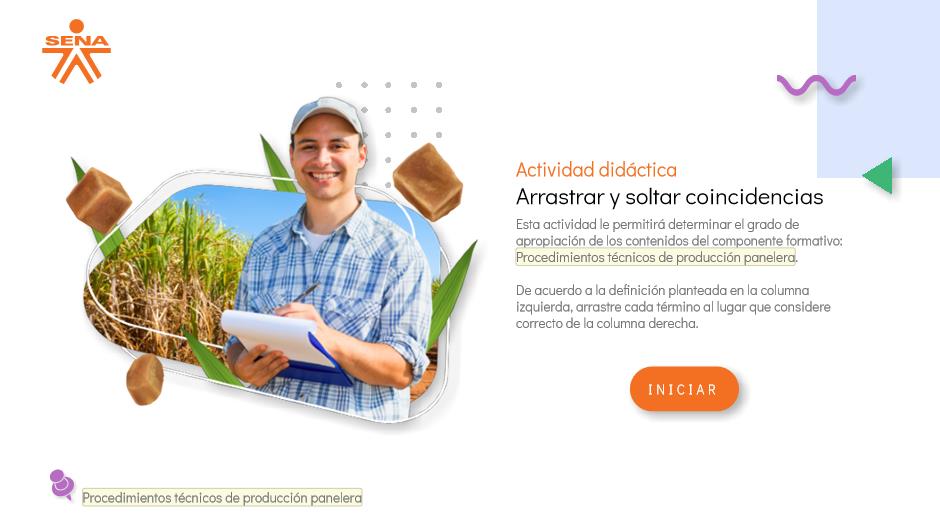 SENA
Actividad didáctica
Arrastrar y soltar coincidencias
Esta actividad le permitirá determinar el grado de
apropiación de los contenidos del componente formativo:
Procedimientos técnicos de producción panelera.
De acuerdo a la definición planteada en la columna
izquierda, arrastre cada término al lugar que considere
correcto de la columna derecha.
INICIAR
Procedimientos técnicos de producción panelera